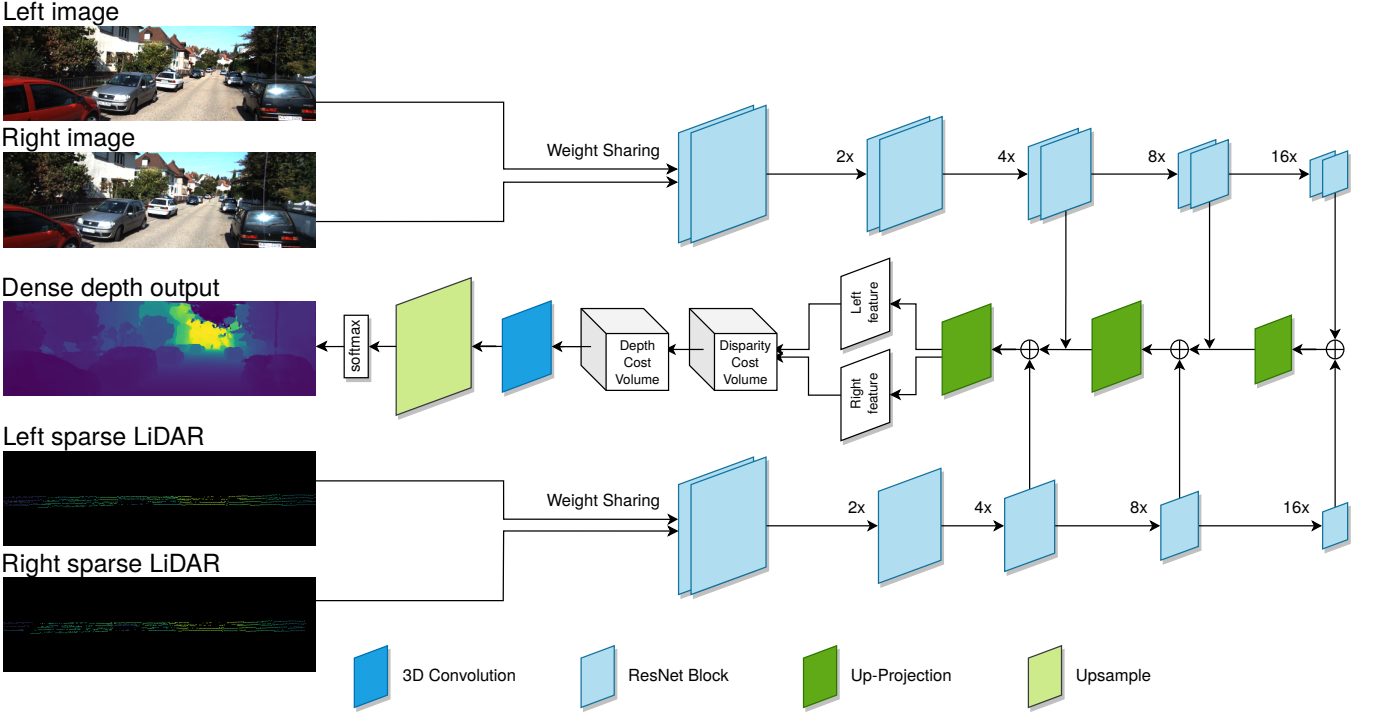 Left image
Right image
Weight Sharing
2x
4x
8x
16x
Dense depth output
softmax
Depth
Cost
Volume
Disparity
Cost
Volume
Left
feature
Right
feature
Left sparse LiDAR
Right sparse LiDAR
Weight Sharing
2x
4x
8x
16x
3D Convolution
ResNet Block
Up-Projection
Upsample